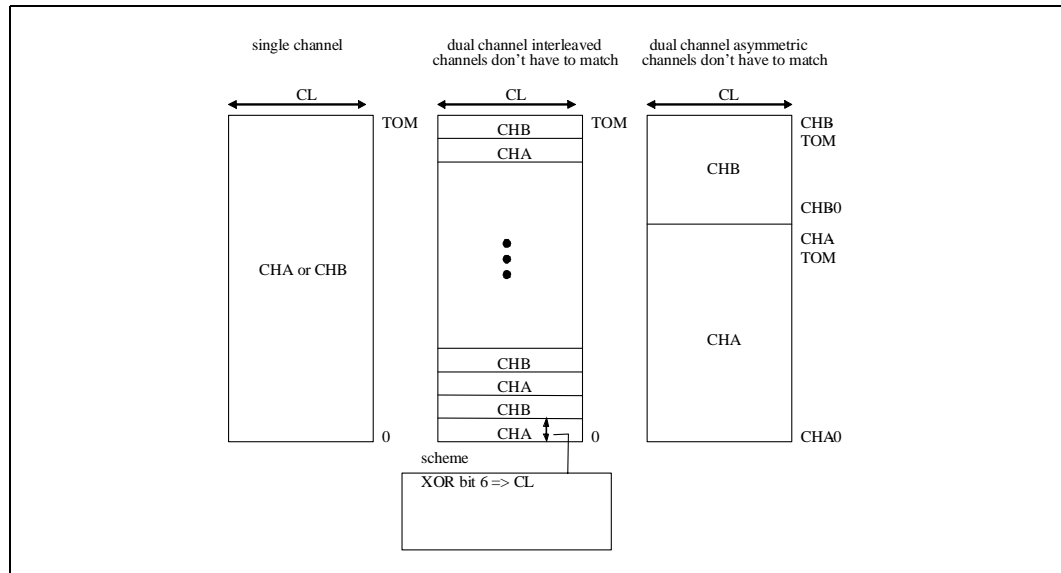 single channel
dual channel interleaved
channels don't have to match
dual channel asymmetric
channels don't have to match
CL
CL
CL
TOM
TOM
CHB-
TOM
CHB
CHA
CHB
CHB-0
CHA
TOM
CHA or CHB
CHA
CHB
CHA
CHB
CHA
0
0
CHA0
scheme
XOR bit 6 => CL